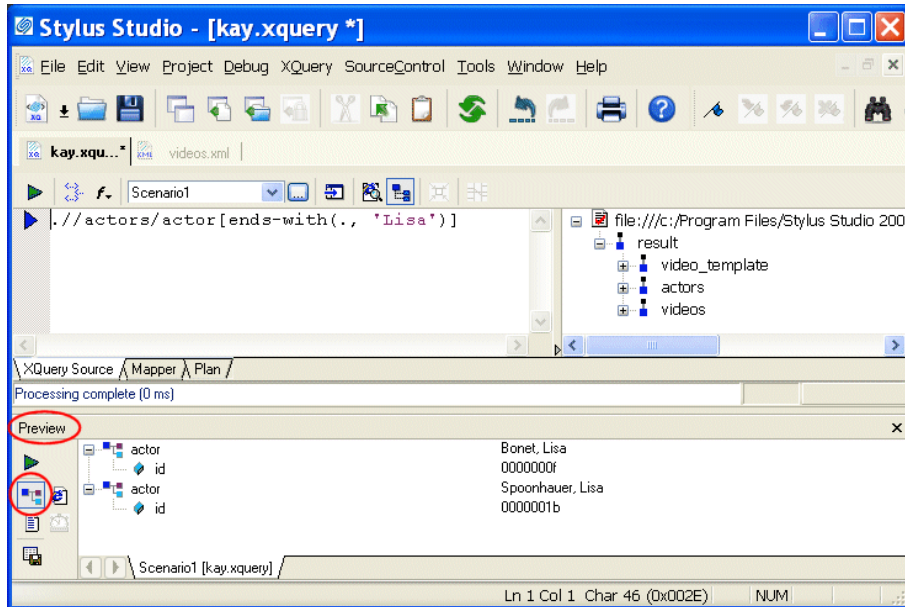 Stylus Studio - [kay.xquery *]
File Edit View Project Debug XQuery SourceControl Tools Window Help
kay.xqu...* videos.xml
Scenario1
.//actors/actor[ends-with(., 'Lisa')]
file:///c:/Program Files/Stylus Studio 200
result
video_template
actors
videos
XQuery Source Mapper Plan
Processing complete (0 ms)
Preview
actor Bonet, Lisa
id 0000000f
actor Spoonhauer, Lisa
id 0000001b
Scenario1 [kay.xquery]
Ln 1 Col 1 Char 46 (0x002E) NUM